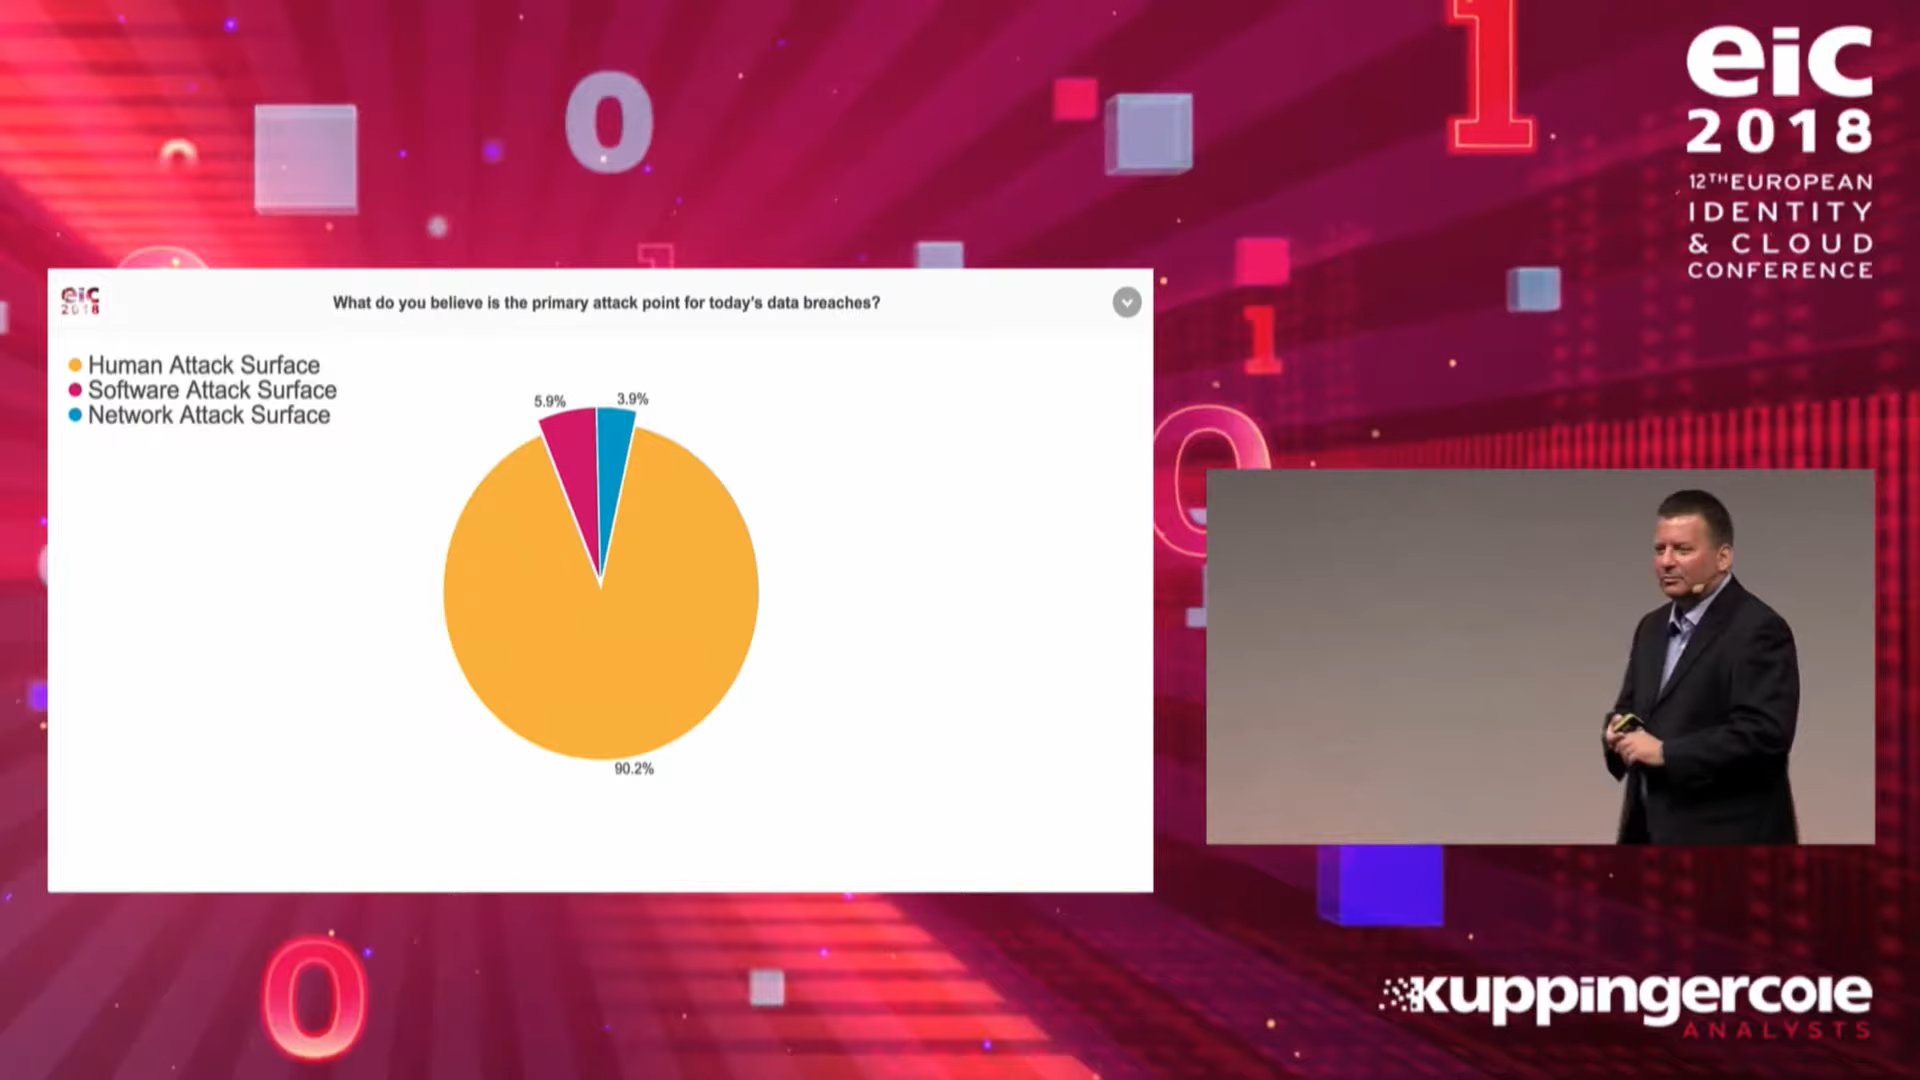 eic
2018
12TH EUROPEAN
IDENTITY
& CLOUD
CONFERENCE
eic
2018
What do you believe is the primary attack point for today's data breaches?
Human Attack Surface
Software Attack Surface
Network Attack Surface
5.9%
3.9%
90.2%
kuppingercole
ANALYSTS